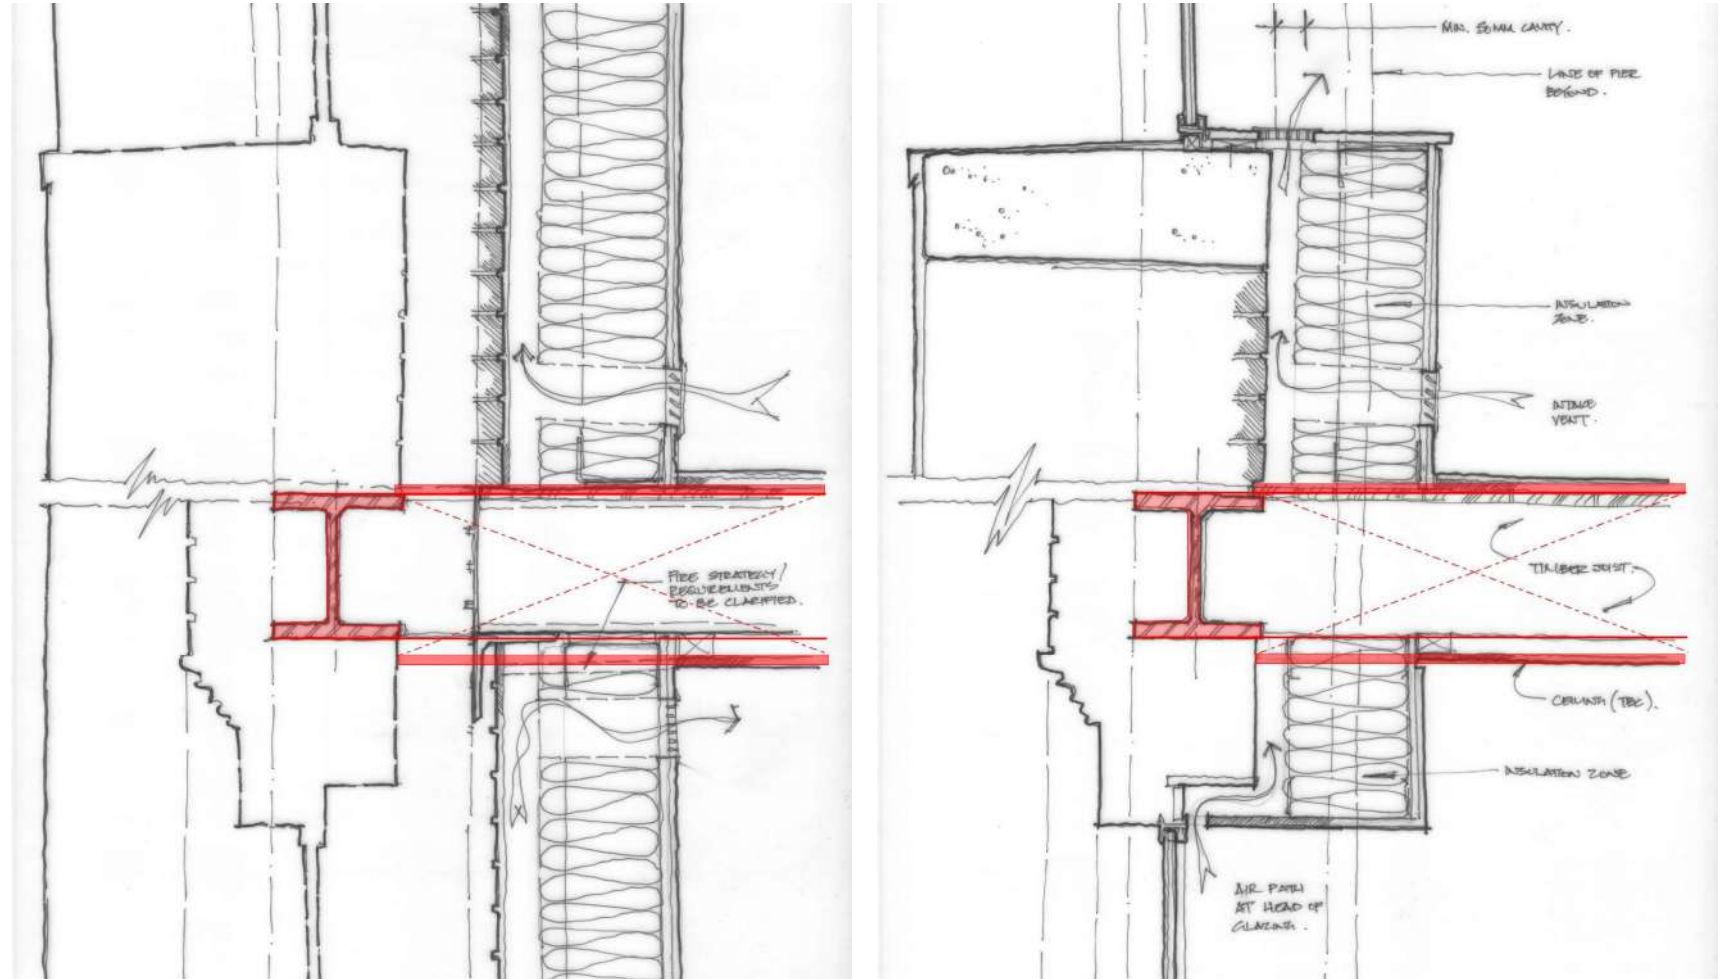 FIRE STRATEGY/
REQUIREMENTS
TO BE CLARIFIED.
MIN. 50MM CAVITY.
LINE OF PIER
BEYOND.
INSULATION
ZONE.
INTAKE
VENT.
TIMBER JOIST.
CEILING (TBC).
INSULATION ZONE
AIR PATH
AT HEAD OF
GLAZING.